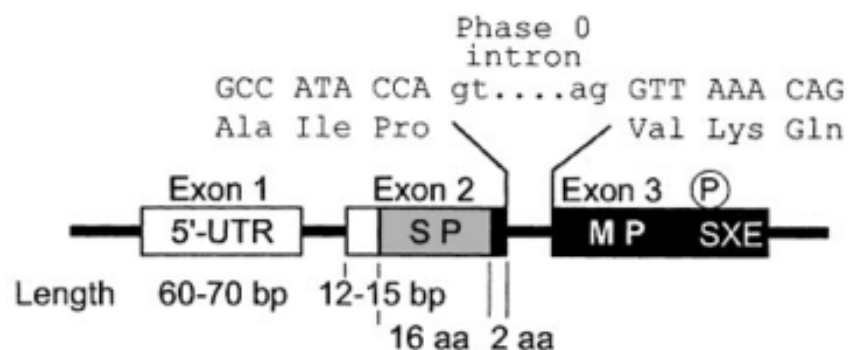 Phase 0
intron
GCC ATA CCA gt....ag GTT AAA CAG
Ala Ile Pro Val Lys Gln
Exon 1 Exon 2 Exon 3 P
5'-UTR S P M P SXE
Length 60-70 bp 12-15 bp
16 aa 2 aa